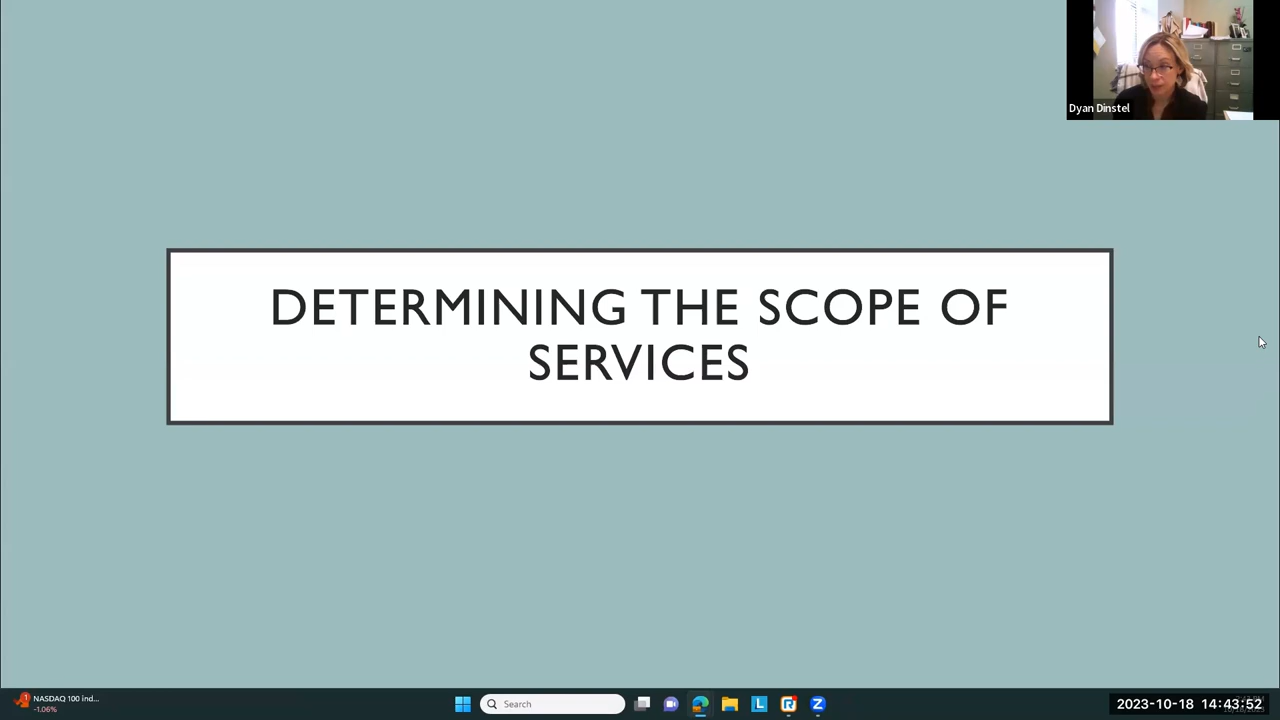 Dyan Dinstel
DETERMINING THE SCOPE OF
SERVICES
1
NASDAQ 100 ind...
-1.06%
Search
L
R
Z
2023-10-18 14:43:52